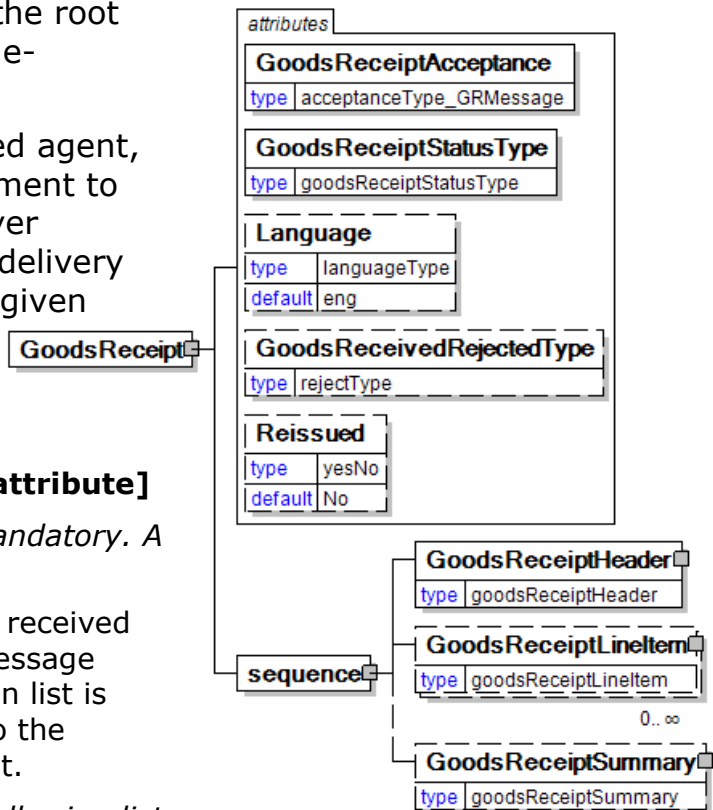 the root
e-
ed agent,
ment to
ver
delivery
given
attribute]
andatory. A
received
essage
n list is
o the
t.
attributes
GoodsReceiptAcceptance
type acceptanceType_GRMessage
GoodsReceiptStatusType
type goodsReceiptStatusType
Language
type languageType
default eng
GoodsReceivedRejectedType
type rejectType
Reissued
type yesNo
default No
GoodsReceipt
sequence
GoodsReceiptHeader
type goodsReceiptHeader
GoodsReceiptLineItem
type goodsReceiptLineItem
0.. ∞
GoodsReceiptSummary
type goodsReceiptSummary